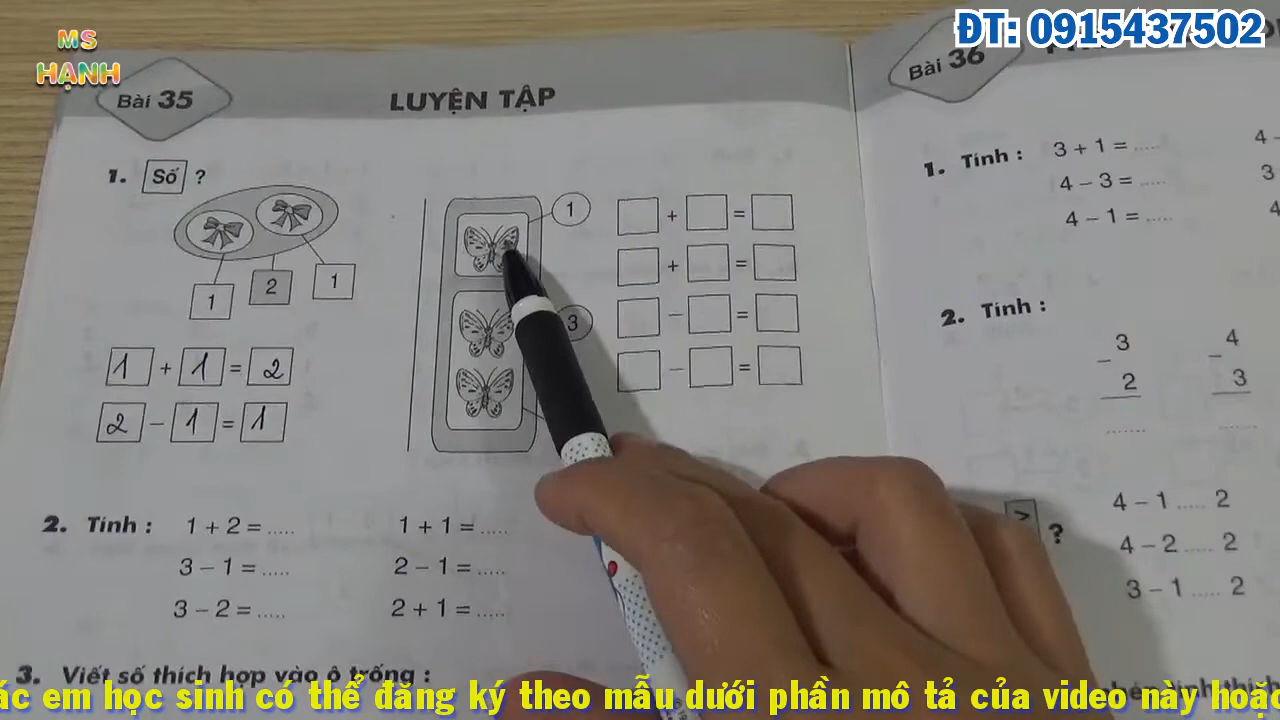 ĐT: 0915437502
MS
HẠNH
Bài 35
LUYỆN TẬP
1. Số ?
1
2
1
1 + 1 = 2
2 – 1 = 1
1
3
+ =
+ =
– =
– =
2. Tính :
1 + 2 = .....
3 – 1 = .....
3 – 2 = .....
1 + 1 = .....
2 – 1 = .....
2 + 1 = .....
3. Viết số thích hợp vào ô trống :
Bài 36
1. Tính :
3 + 1 = .....
4 – 3 = .....
4 – 1 = .....
4 –
3
4
2. Tính :
– 3
2
.......
– 4
3
.......
> ?
4 – 1 ..... 2
4 – 2 ..... 2
3 – 1 ..... 2
ác em học sinh có thể đăng ký theo mẫu dưới phần mô tả của video này hoặc